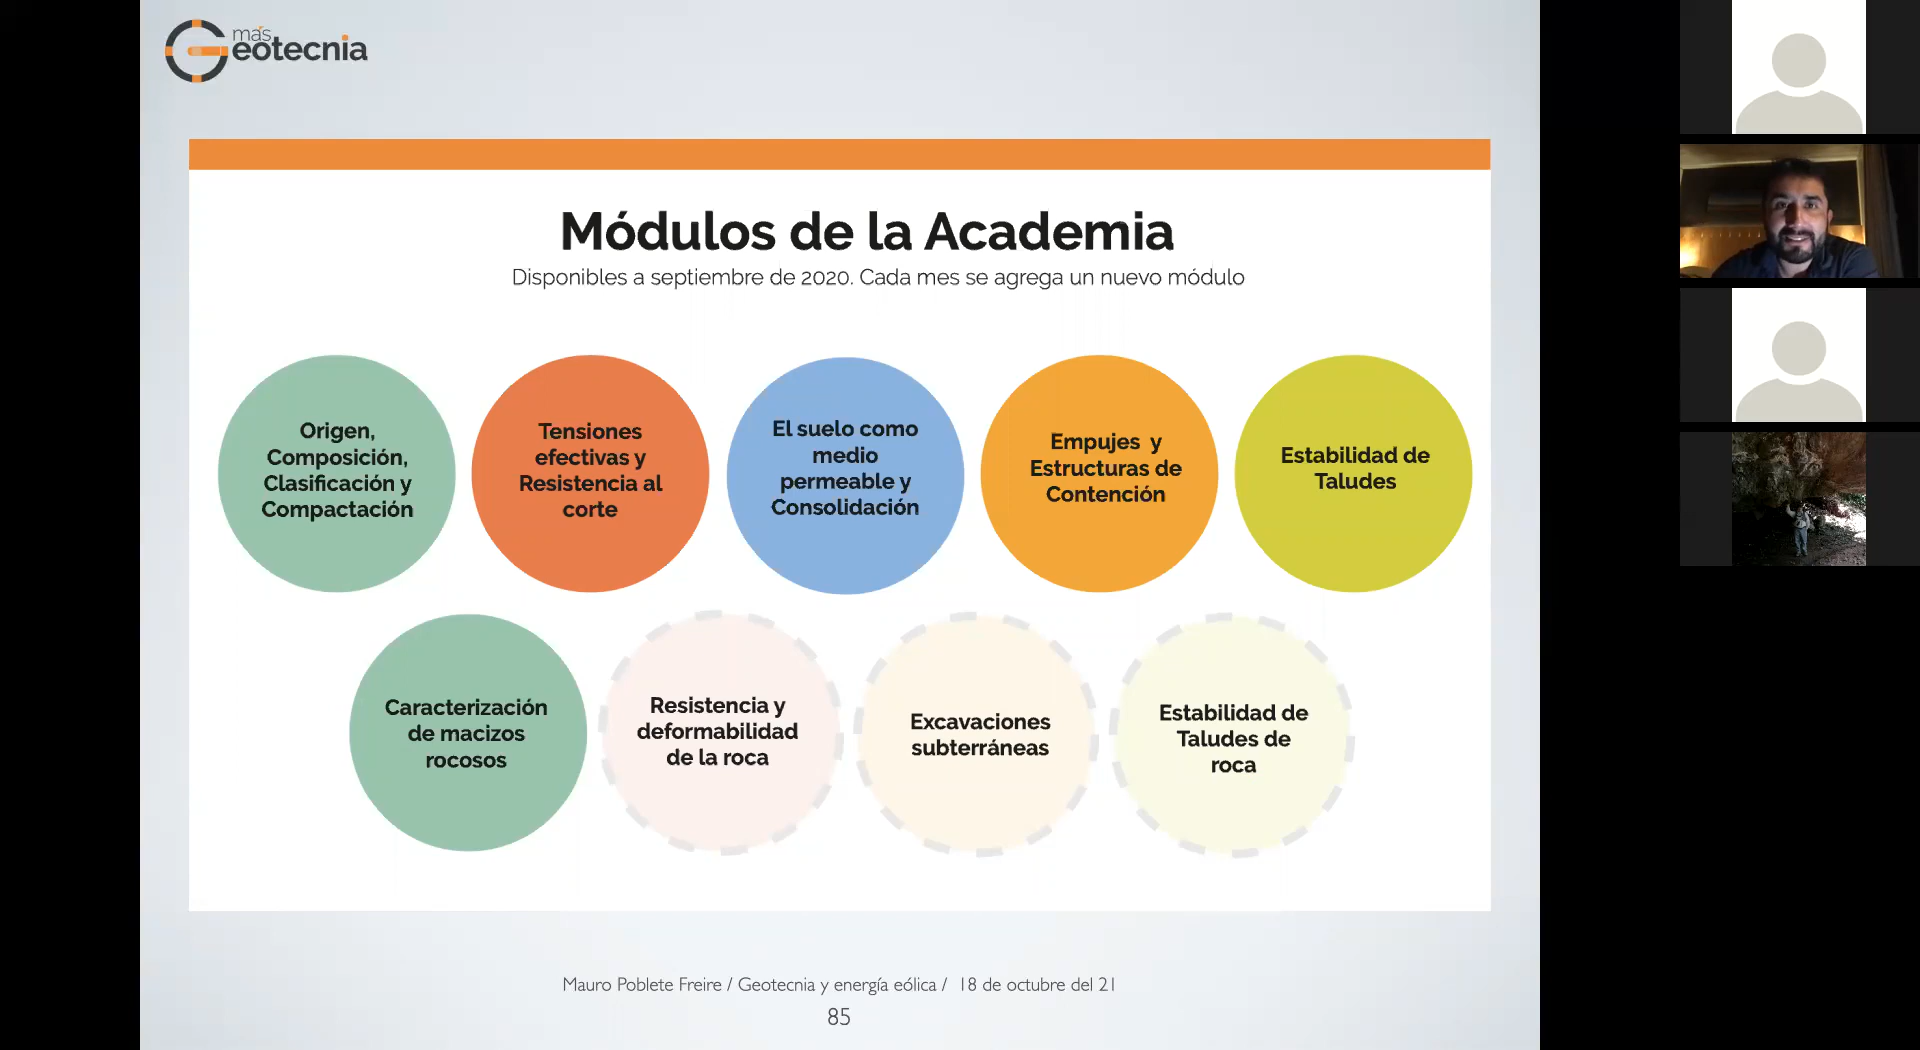 más
Geotecnia
Módulos de la Academia
Disponibles a septiembre de 2020. Cada mes se agrega un nuevo módulo
Origen,
Composición,
Clasificación y
Compactación
Tensiones
efectivas y
Resistencia al
corte
El suelo como
medio
permeable y
Consolidación
Empujes y
Estructuras de
Contención
Estabilidad de
Taludes
Caracterización
de macizos
rocosos
Resistencia y
deformabilidad
de la roca
Excavaciones
subterráneas
Estabilidad de
Taludes de
roca
Mauro Poblete Freire / Geotecnia y energía eólica / 18 de octubre del 21
85